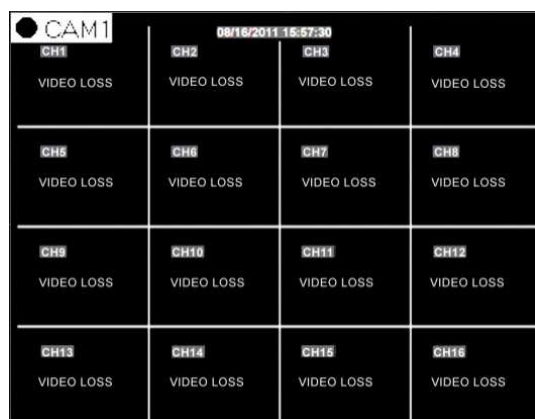 CAM1
08/16/2011 15:57:30
CH1 CH2 CH3 CH4
VIDEO LOSS VIDEO LOSS VIDEO LOSS VIDEO LOSS
CH5 CH6 CH7 CH8
VIDEO LOSS VIDEO LOSS VIDEO LOSS VIDEO LOSS
CH9 CH10 CH11 CH12
VIDEO LOSS VIDEO LOSS VIDEO LOSS VIDEO LOSS
CH13 CH14 CH15 CH16
VIDEO LOSS VIDEO LOSS VIDEO LOSS VIDEO LOSS